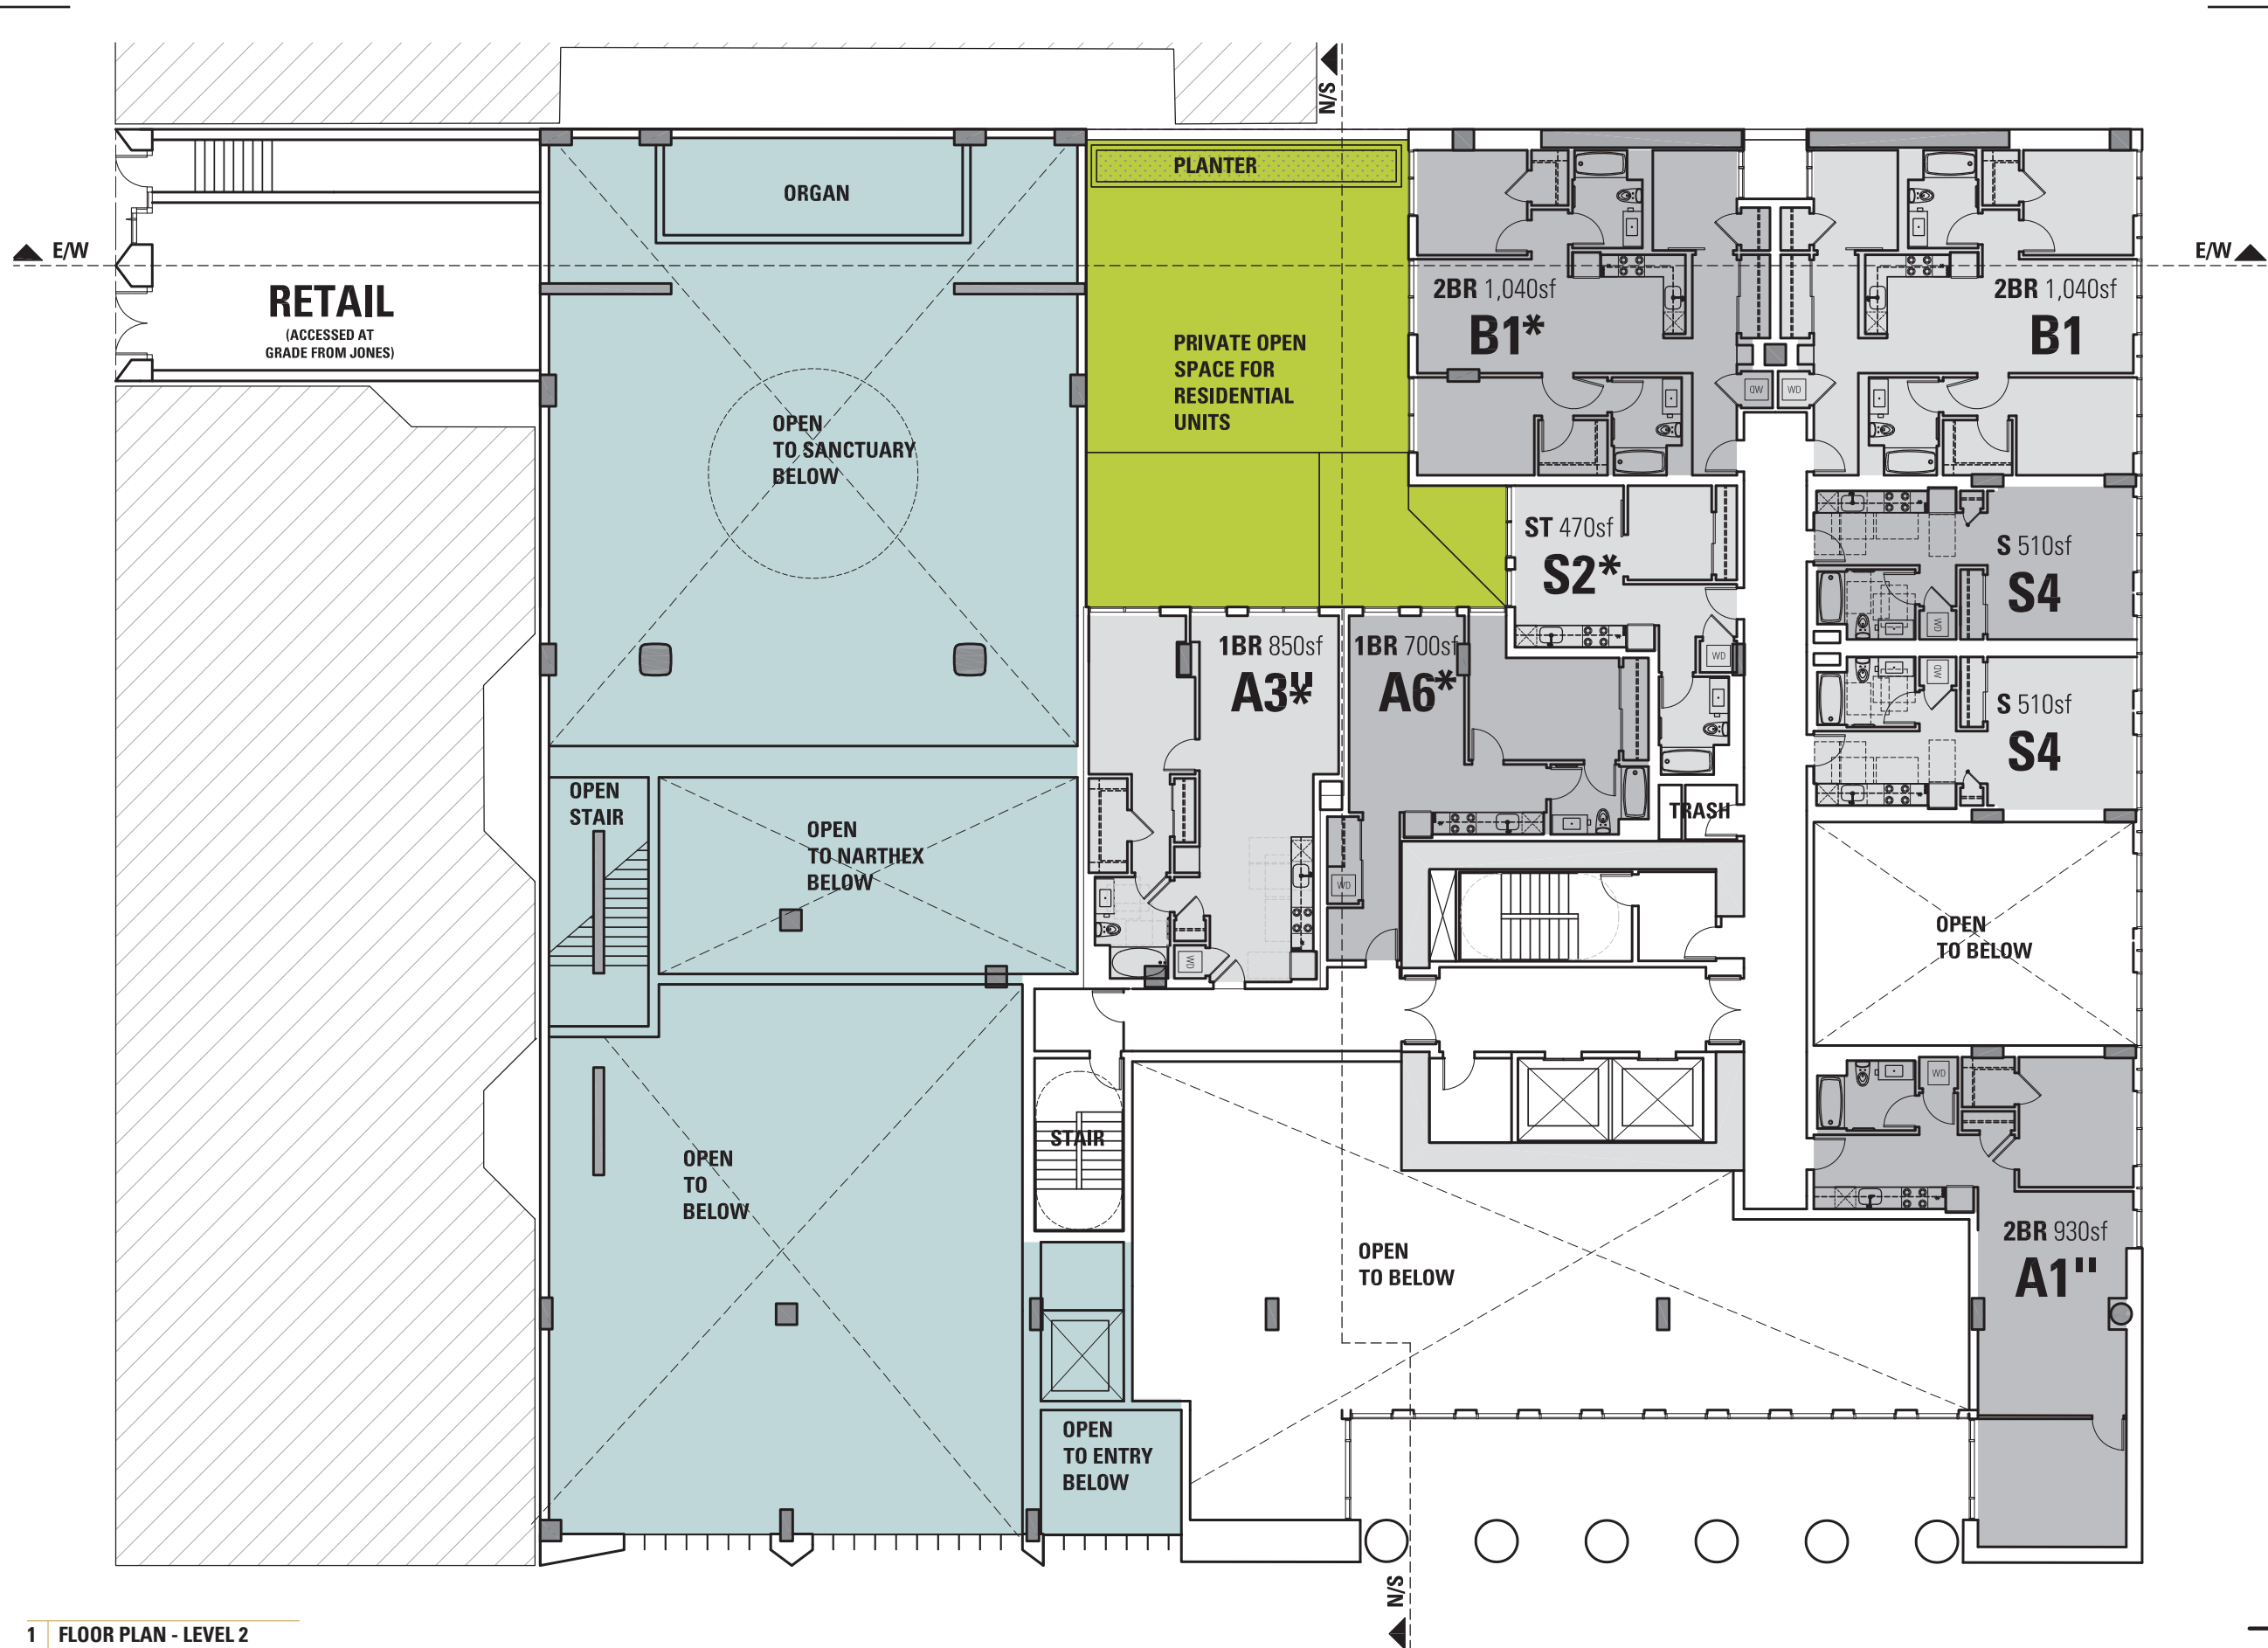 N/S
PLANTER
ORGAN
E/W
E/W
RETAIL
(ACCESSED AT
GRADE FROM JONES)
2BR 1,040sf
B1*
2BR 1,040sf
B1
PRIVATE OPEN
SPACE FOR
RESIDENTIAL
UNITS
WD
WD
OPEN
TO SANCTUARY
BELOW
ST 470sf
S2*
S 510sf
S4
WD
1BR 850sf
A3"*
1BR 700sf
A6*
WD
WD
S 510sf
S4
OPEN
STAIR
TRASH
OPEN
TO NARTHEX
BELOW
WD
OPEN
TO BELOW
WD
WD
STAIR
OPEN
TO
BELOW
2BR 930sf
A1"
OPEN
TO BELOW
OPEN
TO ENTRY
BELOW
N/S
1 FLOOR PLAN - LEVEL 2